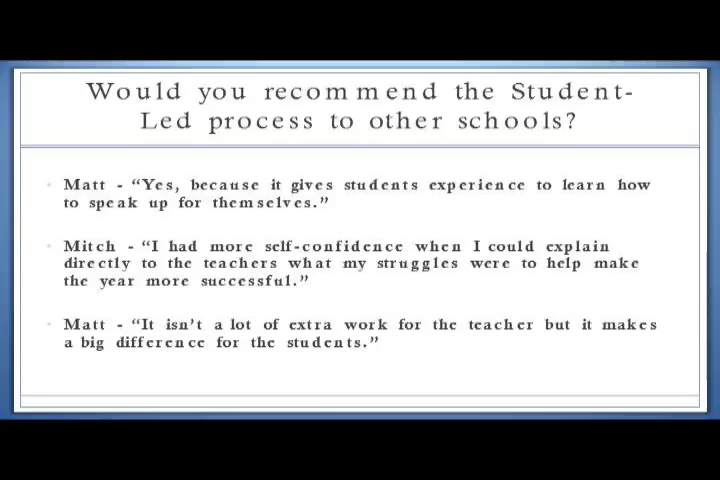 Would you recommend the Student-
Led process to other schools?
Matt - “Yes, because it gives students experience to learn how
to speak up for themselves.”
Mitch - “I had more self-confidence when I could explain
directly to the teachers what my struggles were to help make
the year more successful.”
Matt - “It isn’t a lot of extra work for the teacher but it makes
a big difference for the students.”